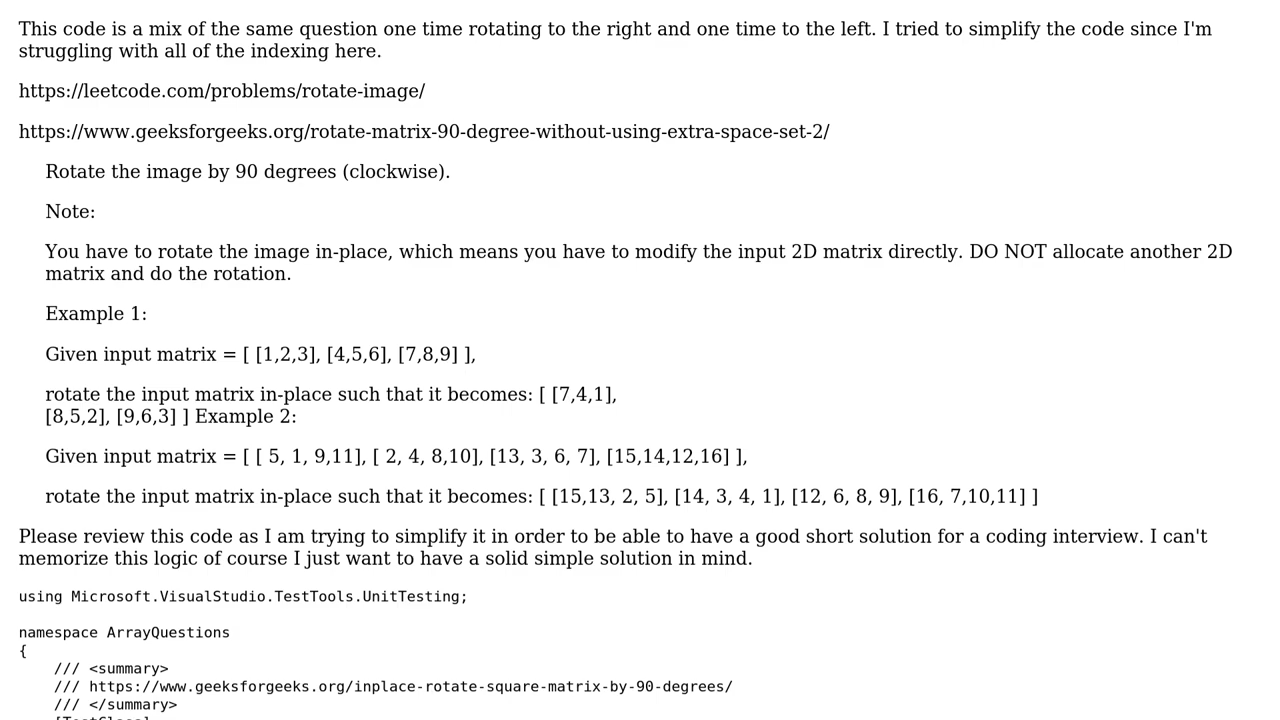 This code is a mix of the same question one time rotating to the right and one time to the left. I tried to simplify the code since I'm
struggling with all of the indexing here.
https://leetcode.com/problems/rotate-image/
https://www.geeksforgeeks.org/rotate-matrix-90-degree-without-using-extra-space-set-2/
Rotate the image by 90 degrees (clockwise).
Note:
You have to rotate the image in-place, which means you have to modify the input 2D matrix directly. DO NOT allocate another 2D
matrix and do the rotation.
Example 1:
Given input matrix = [ [1,2,3], [4,5,6], [7,8,9] ],
rotate the input matrix in-place such that it becomes: [ [7,4,1],
[8,5,2], [9,6,3] ] Example 2:
Given input matrix = [ [ 5, 1, 9,11], [ 2, 4, 8,10], [13, 3, 6, 7], [15,14,12,16] ],
rotate the input matrix in-place such that it becomes: [ [15,13, 2, 5], [14, 3, 4, 1], [12, 6, 8, 9], [16, 7,10,11] ]
Please review this code as I am trying to simplify it in order to be able to have a good short solution for a coding interview. I can't
memorize this logic of course I just want to have a solid simple solution in mind.
using Microsoft.VisualStudio.TestTools.UnitTesting;
namespace ArrayQuestions
{
/// <summary>
/// https://www.geeksforgeeks.org/inplace-rotate-square-matrix-by-90-degrees/
/// </summary>